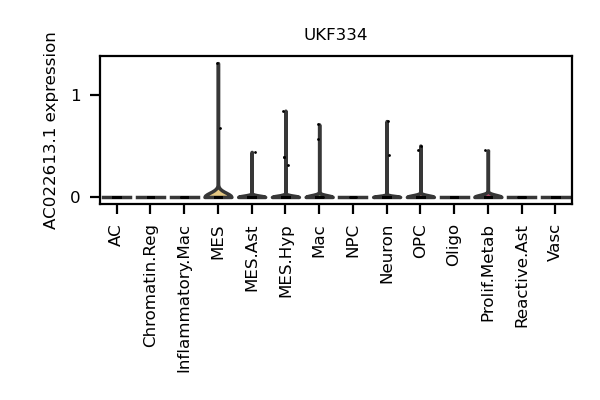 UKF334
AC022613.1 expression
1
0
AC
Chromatin.Reg
Inflammatory.Mac
MES
MES.Ast
MES.Hyp
Mac
NPC
Neuron
OPC
Oligo
Prolif.Metab
Reactive.Ast
Vasc